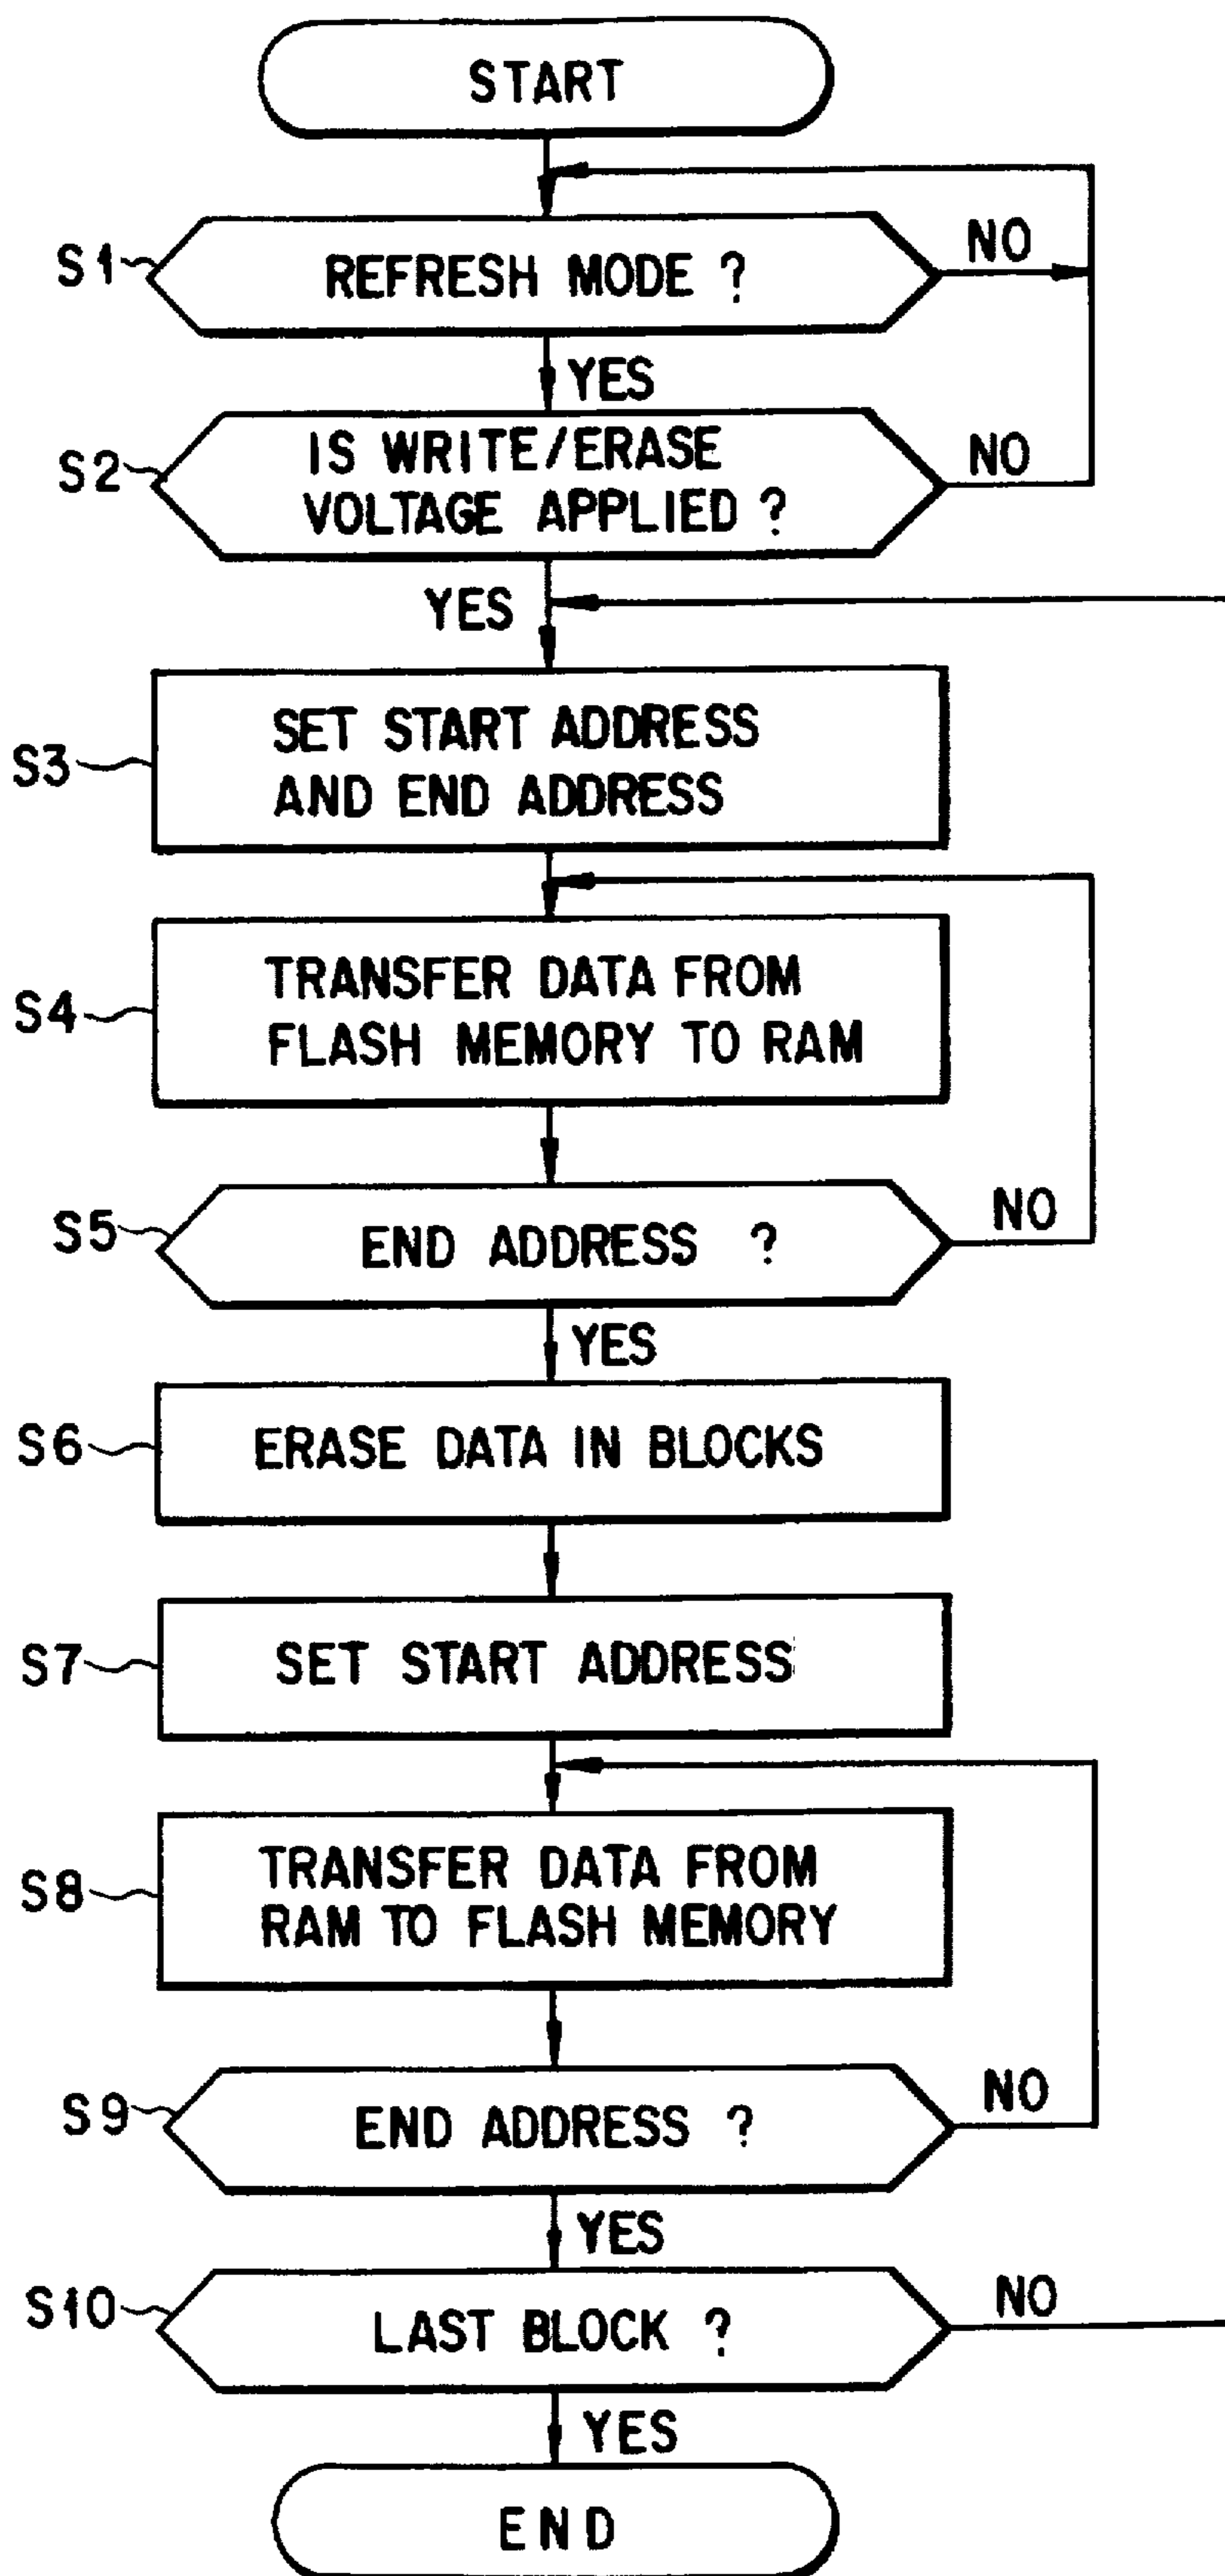 START
S1
REFRESH MODE ?
NO
YES
S2
IS WRITE/ERASE
VOLTAGE APPLIED ?
NO
YES
S3
SET START ADDRESS
AND END ADDRESS
S4
TRANSFER DATA FROM
FLASH MEMORY TO RAM
S5
END ADDRESS ?
NO
YES
S6
ERASE DATA IN BLOCKS
S7
SET START ADDRESS
S8
TRANSFER DATA FROM
RAM TO FLASH MEMORY
S9
END ADDRESS ?
NO
YES
S10
LAST BLOCK ?
NO
YES
END